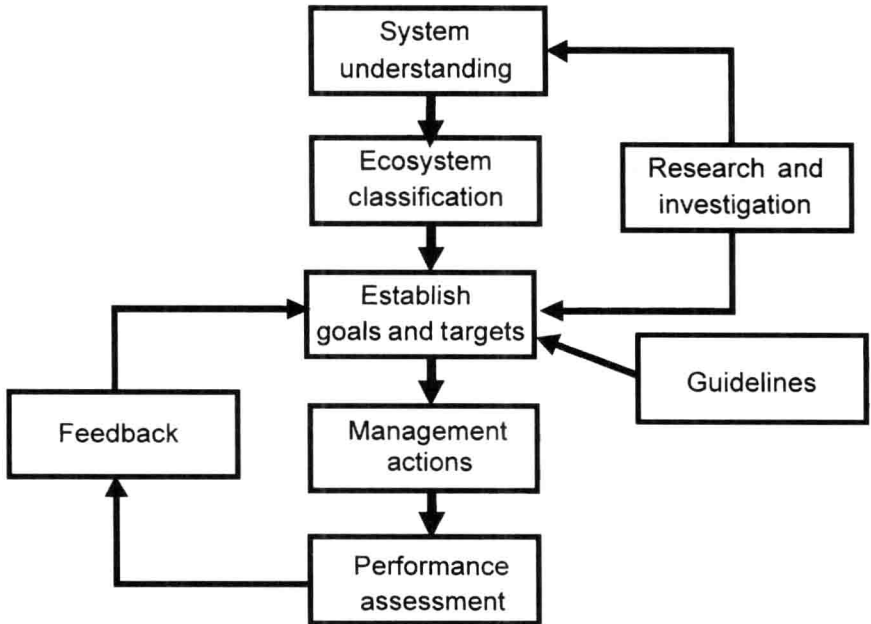 System
understanding
Ecosystem
classification
Research and
investigation
Establish
goals and targets
Guidelines
Feedback
Management
actions
Performance
assessment